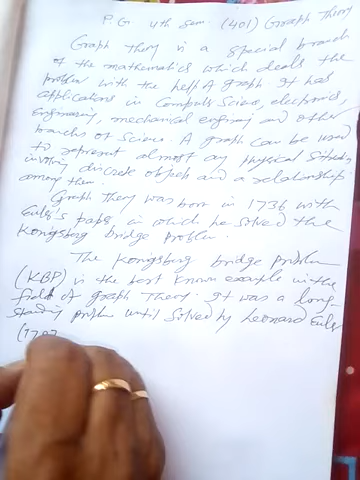 P.G. 4th Sem. (401) Graph Theory
Graph Theory is a special branch
of the mathematics which deals the
problem with the help of graph. It has
applications in Computer Science, electronics,
Engineering, mechanical engineering and other
branches of Science. A graph can be used
to represent almost any physical situation
involving discrete object and a relationship
among them.
Graph Theory was born in 1736 with
Euler's paper in which he solved the
Konigsberg bridge problem.
The Konigsberg bridge problem
(KBP) is the best known example in the
field of graph Theory. It was a long-
standing problem until solved by Leonard Euler
(1707